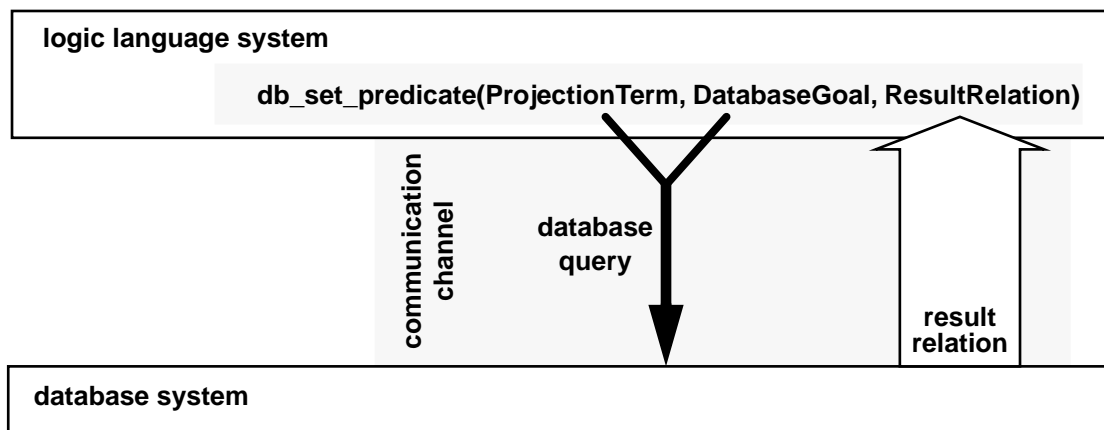 logic language system
db_set_predicate(ProjectionTerm, DatabaseGoal, ResultRelation)
communication
channel
database
query
result
relation
database system